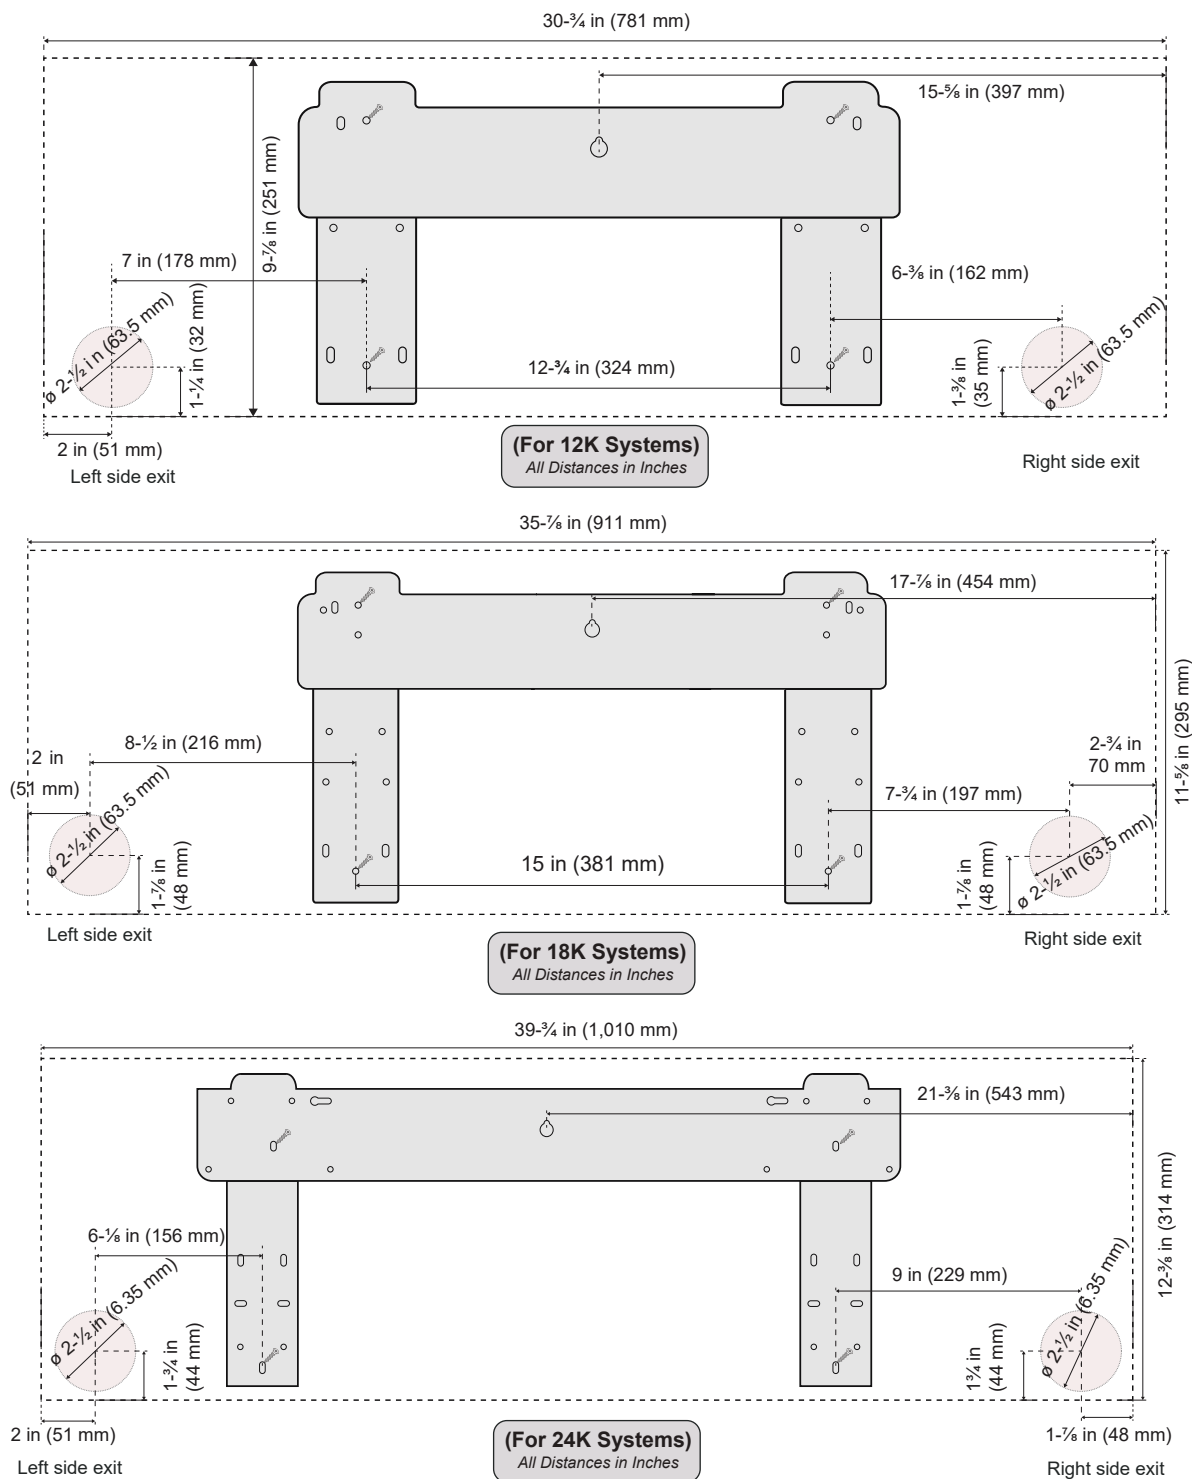 30-¾ in (781 mm)
15-⅝ in (397 mm)
9-⅞ in (251 mm)
7 in (178 mm)
6-⅜ in (162 mm)
ø 2-½ in (63.5 mm)
1-¼ in (32 mm)
12-¾ in (324 mm)
1-⅜ in
(35 mm)
ø 2-½ in (63.5 mm)
2 in (51 mm)
Left side exit
(For 12K Systems)
All Distances in Inches
Right side exit
35-⅞ in (911 mm)
17-⅞ in (454 mm)
11-⅝ in (295 mm)
8-½ in (216 mm)
2 in
(51 mm)
2-¾ in
70 mm
7-¾ in (197 mm)
ø 2-½ in (63.5 mm)
1-⅞ in
(48 mm)
15 in (381 mm)
1-⅞ in
(48 mm)
ø 2-½ in (63.5 mm)
Left side exit
(For 18K Systems)
All Distances in Inches
Right side exit
39-¾ in (1,010 mm)
21-⅜ in (543 mm)
12-⅜ in (314 mm)
6-⅛ in (156 mm)
9 in (229 mm)
ø 2-½ in (6.35 mm)
1-¾ in
(44 mm)
1¾ in
(44 mm)
ø 2-½ in (6.35 mm)
2 in (51 mm)
Left side exit
(For 24K Systems)
All Distances in Inches
1-⅞ in (48 mm)
Right side exit